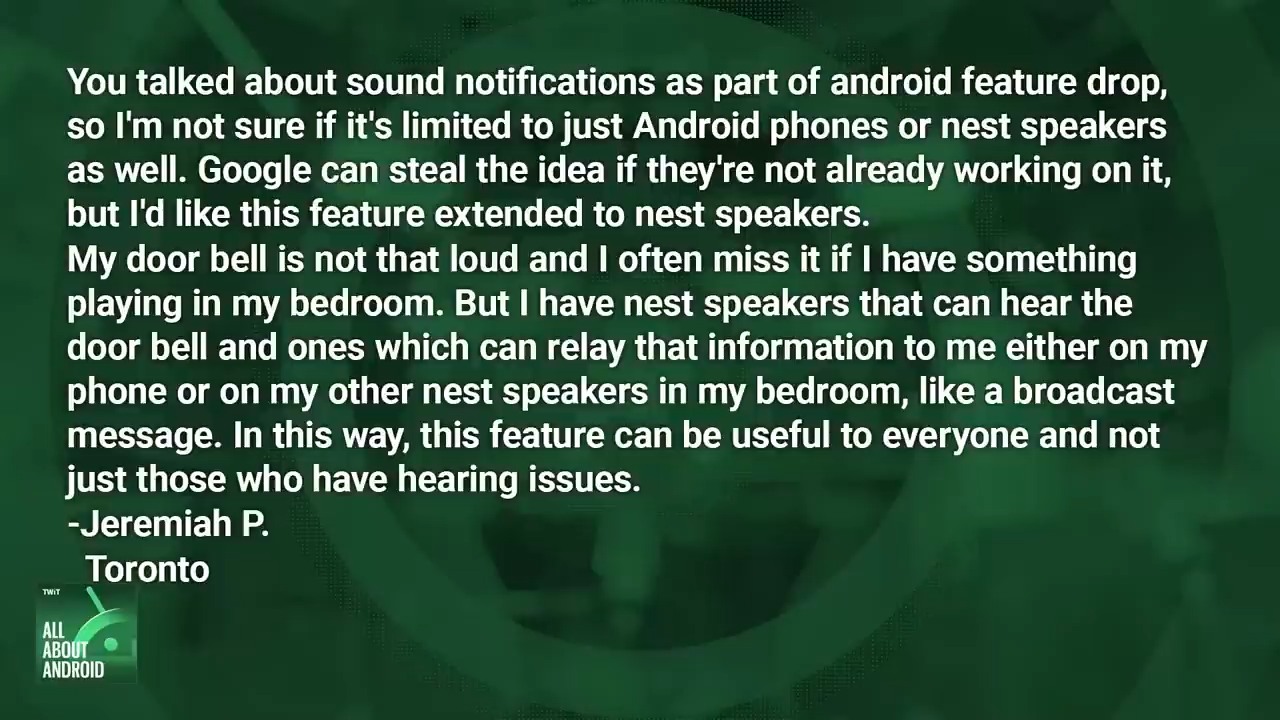 You talked about sound notifications as part of android feature drop,
so I'm not sure if it's limited to just Android phones or nest speakers
as well. Google can steal the idea if they're not already working on it,
but I'd like this feature extended to nest speakers.
My door bell is not that loud and I often miss it if I have something
playing in my bedroom. But I have nest speakers that can hear the
door bell and ones which can relay that information to me either on my
phone or on my other nest speakers in my bedroom, like a broadcast
message. In this way, this feature can be useful to everyone and not
just those who have hearing issues.
-Jeremiah P.
Toronto
TWiT
ALL
ABOUT
ANDROID